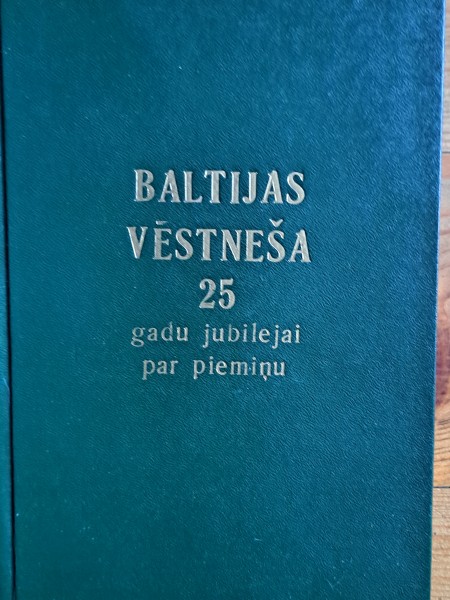 BALTIJAS
VĒSTNEŠA
25
gadu jubilejai
par piemiņu